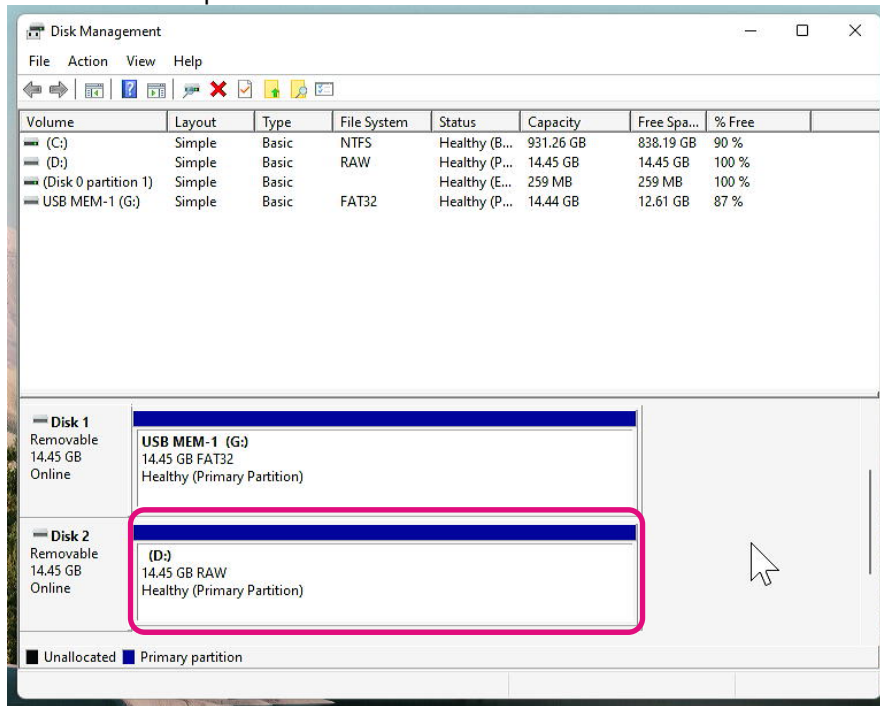 Disk Management
File Action View Help
Volume Layout Type File System Status Capacity Free Spa... % Free
(C:) Simple Basic NTFS Healthy (B... 931.26 GB 838.19 GB 90 %
(D:) Simple Basic RAW Healthy (P... 14.45 GB 14.45 GB 100 %
(Disk 0 partition 1) Simple Basic Healthy (E... 259 MB 259 MB 100 %
USB MEM-1 (G:) Simple Basic FAT32 Healthy (P... 14.44 GB 12.61 GB 87 %
Disk 1
Removable
14.45 GB
Online
USB MEM-1 (G:)
14.45 GB FAT32
Healthy (Primary Partition)
Disk 2
Removable
14.45 GB
Online
(D:)
14.45 GB RAW
Healthy (Primary Partition)
Unallocated Primary partition